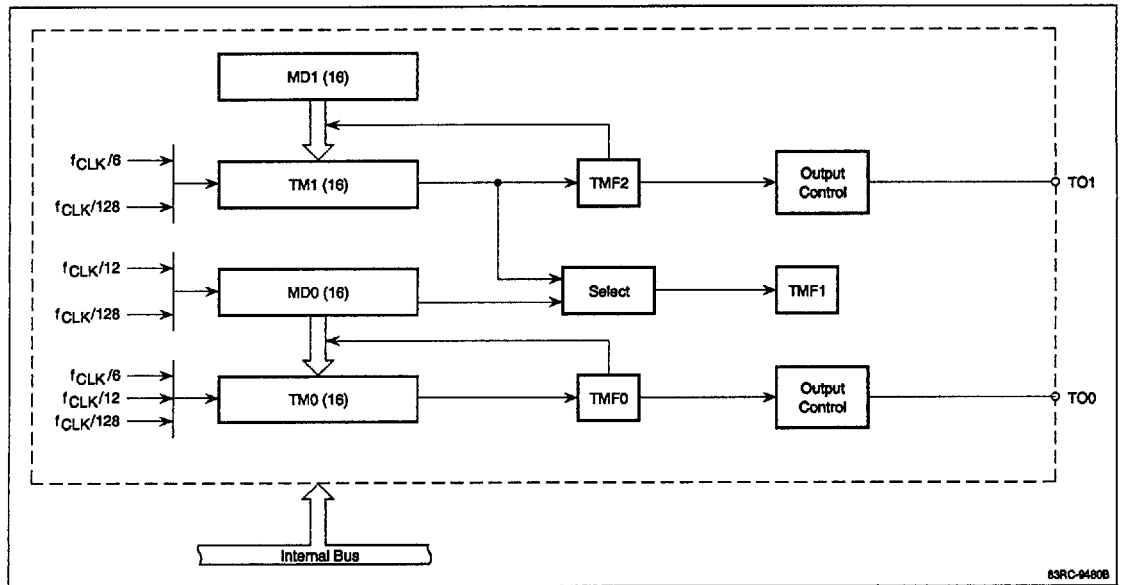 MD1 (16)
fCLK/6
TM1 (16)
TMF2
Output
Control
TO1
fCLK/128
fCLK/12
MD0 (16)
Select
TMF1
fCLK/128
fCLK/6
fCLK/12
fCLK/128
TM0 (16)
TMF0
Output
Control
TO0
Internal Bus
83RC-9480B